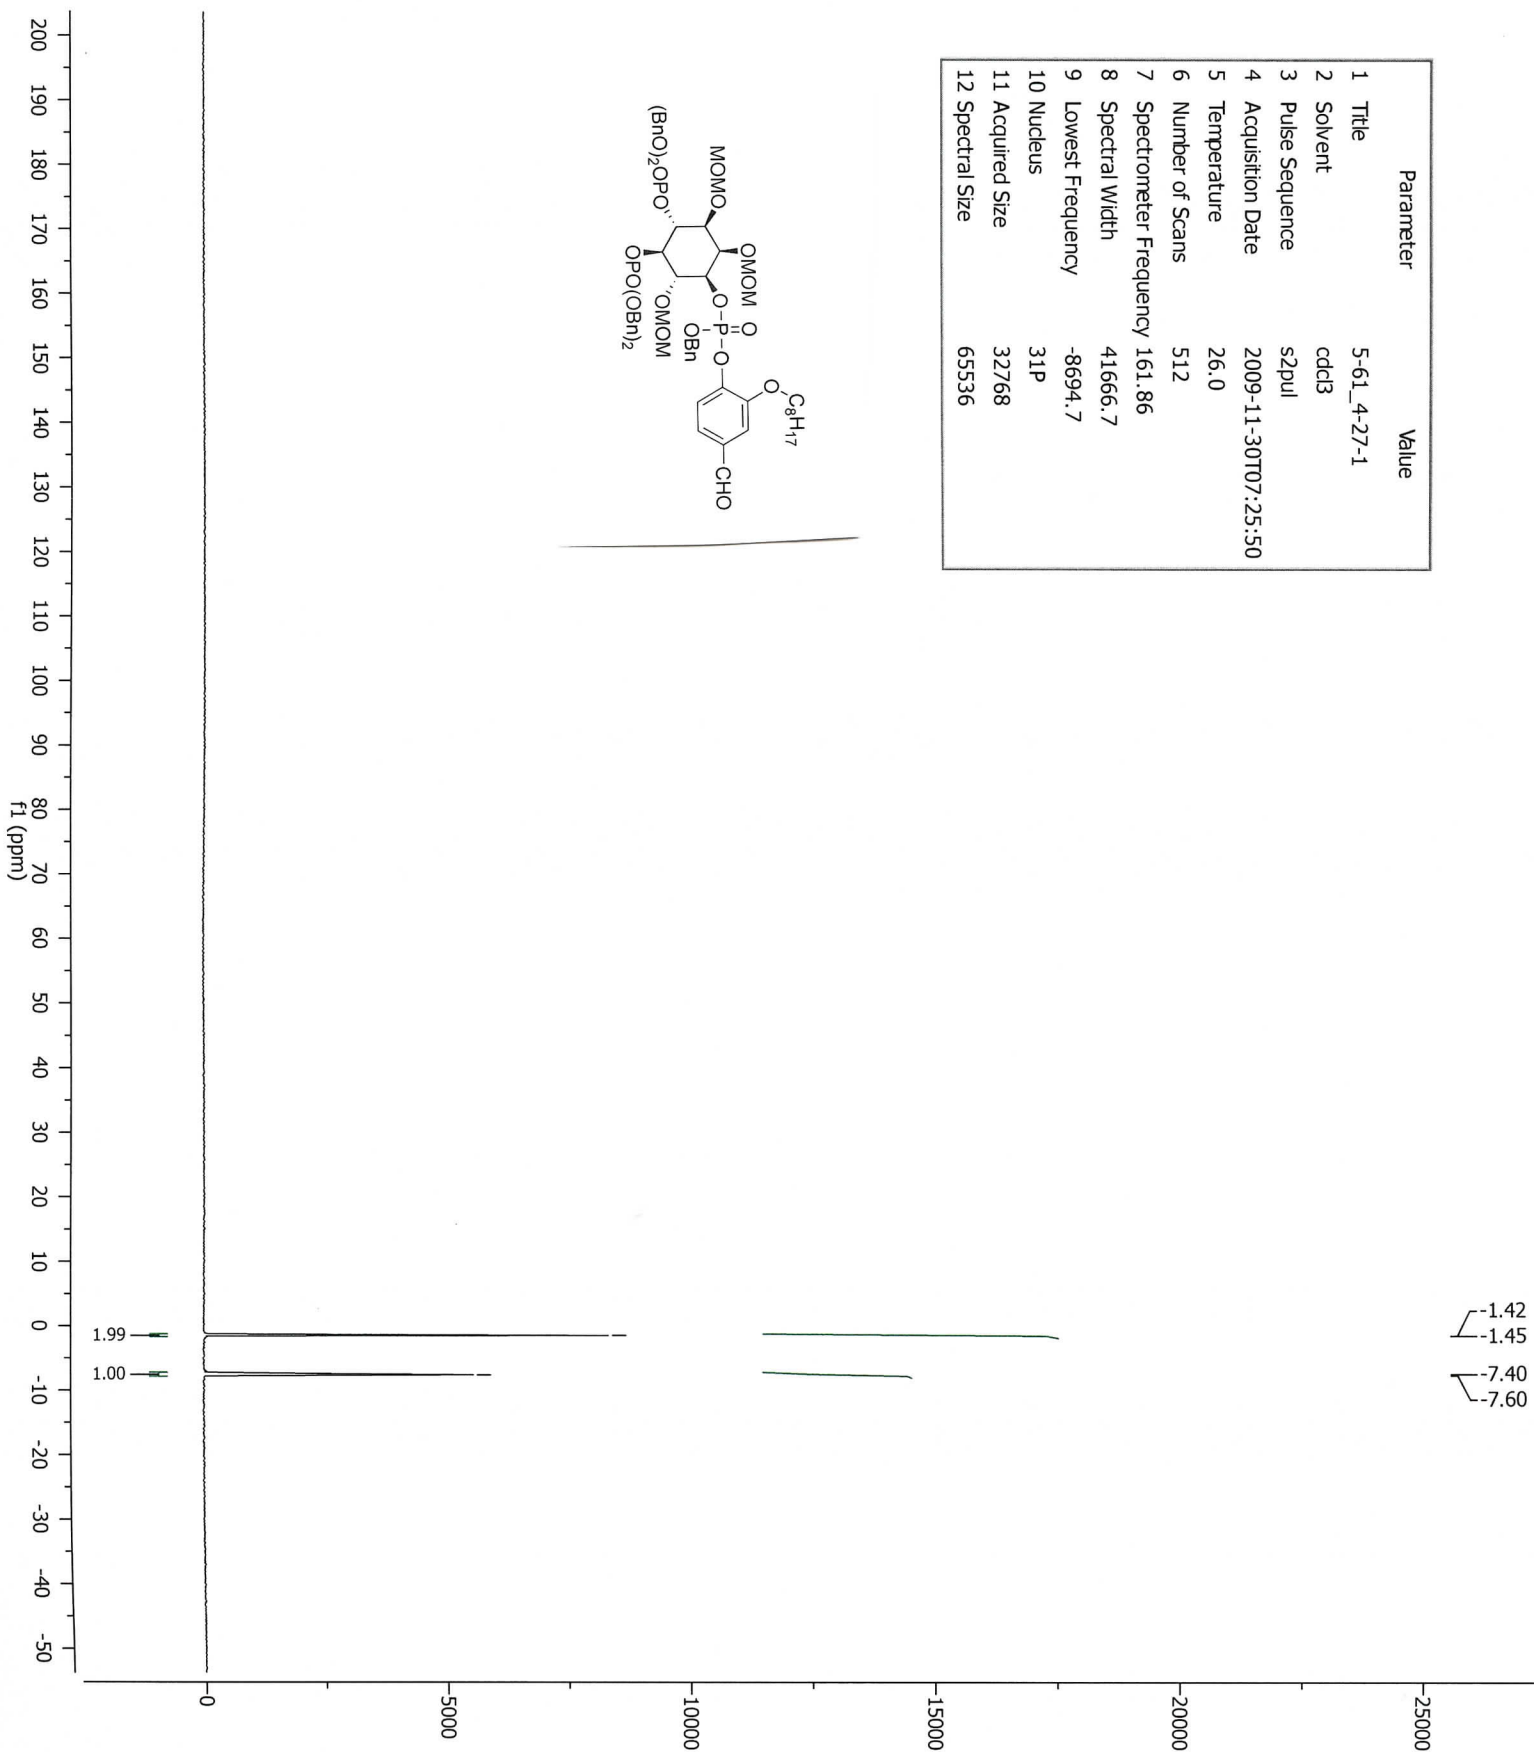 Parameter Value
1 Title 5-61_4-27-1
2 Solvent cdcl3
3 Pulse Sequence s2pul
4 Acquisition Date 2009-11-30T07:25:50
5 Temperature 26.0
6 Number of Scans 512
7 Spectrometer Frequency 161.86
8 Spectral Width 41666.7
9 Lowest Frequency -8694.7
10 Nucleus 31P
11 Acquired Size 32768
12 Spectral Size 65536
O C8H17
MOMO OMOM O
O-P-O CHO
OBn
(BnO)2OPO OMOM
OPO(OBn)2
-1.42
-1.45
-7.40
-7.60
25000
20000
15000
10000
5000
0
1.99
1.00
200 190 180 170 160 150 140 130 120 110 100 90 80 70 60 50 40 30 20 10 0 -10 -20 -30 -40 -50
f1 (ppm)